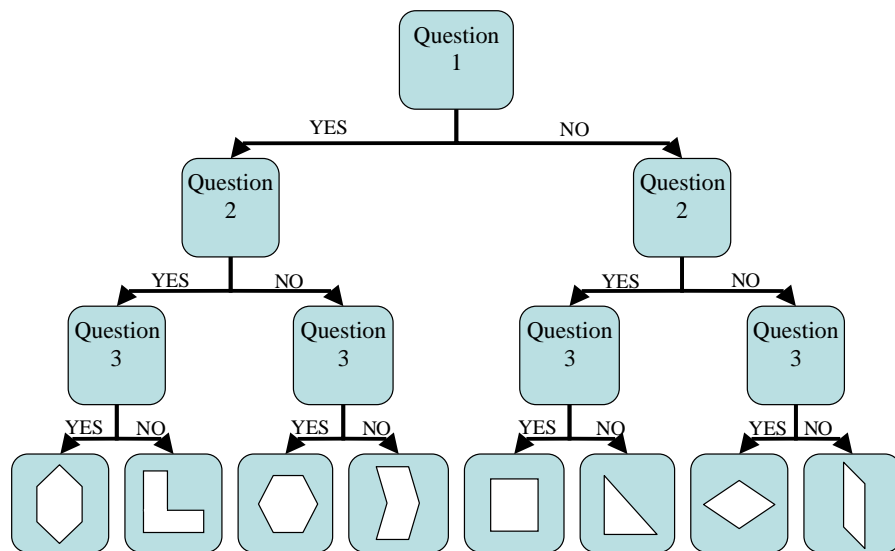 Question
1
YES
NO
Question
2
Question
2
YES
NO
YES
NO
Question
3
Question
3
Question
3
Question
3
YES
NO
YES
NO
YES
NO
YES
NO